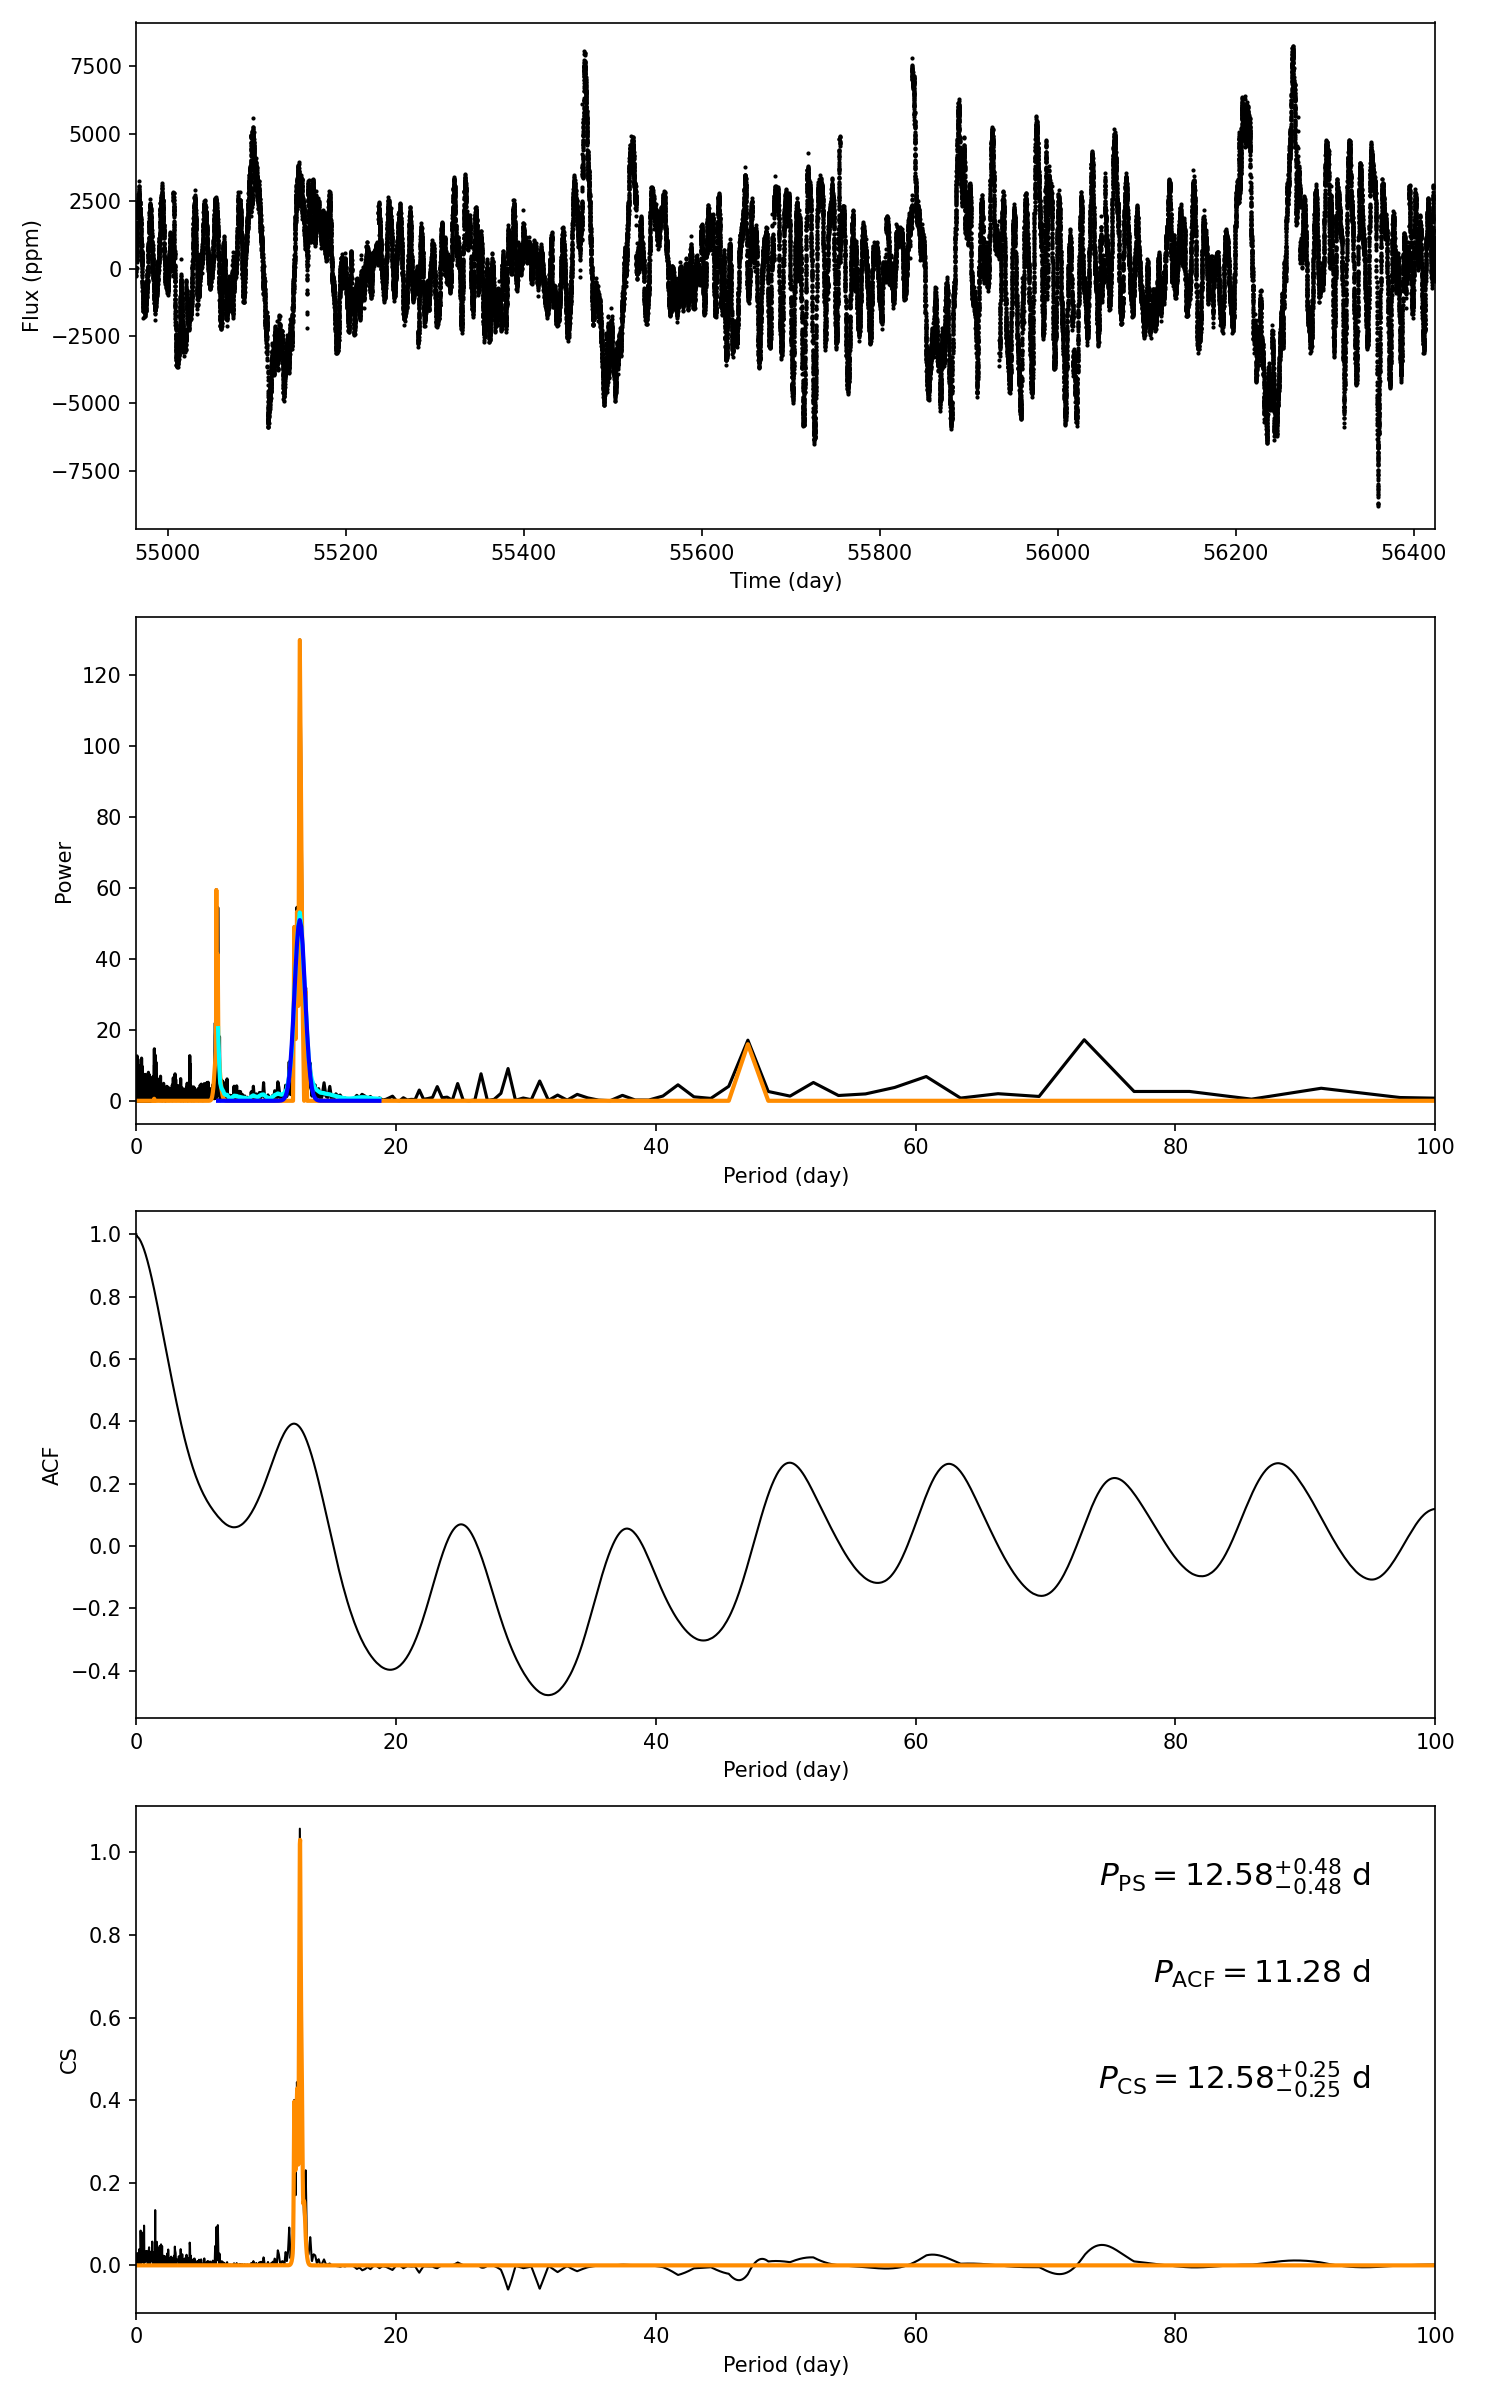 7500
5000
2500
0
−2500
−5000
−7500
Flux (ppm)
55000 55200 55400 55600 55800 56000 56200 56400
Time (day)
120
100
80
60
40
20
0
Power
0 20 40 60 80 100
Period (day)
1.0
0.8
0.6
0.4
0.2
0.0
−0.2
−0.4
ACF
0 20 40 60 80 100
Period (day)
1.0
0.8
0.6
0.4
0.2
0.0
CS
P_PS = 12.58^{+0.48}_{−0.48} d
P_ACF = 11.28 d
P_CS = 12.58^{+0.25}_{−0.25} d
0 20 40 60 80 100
Period (day)